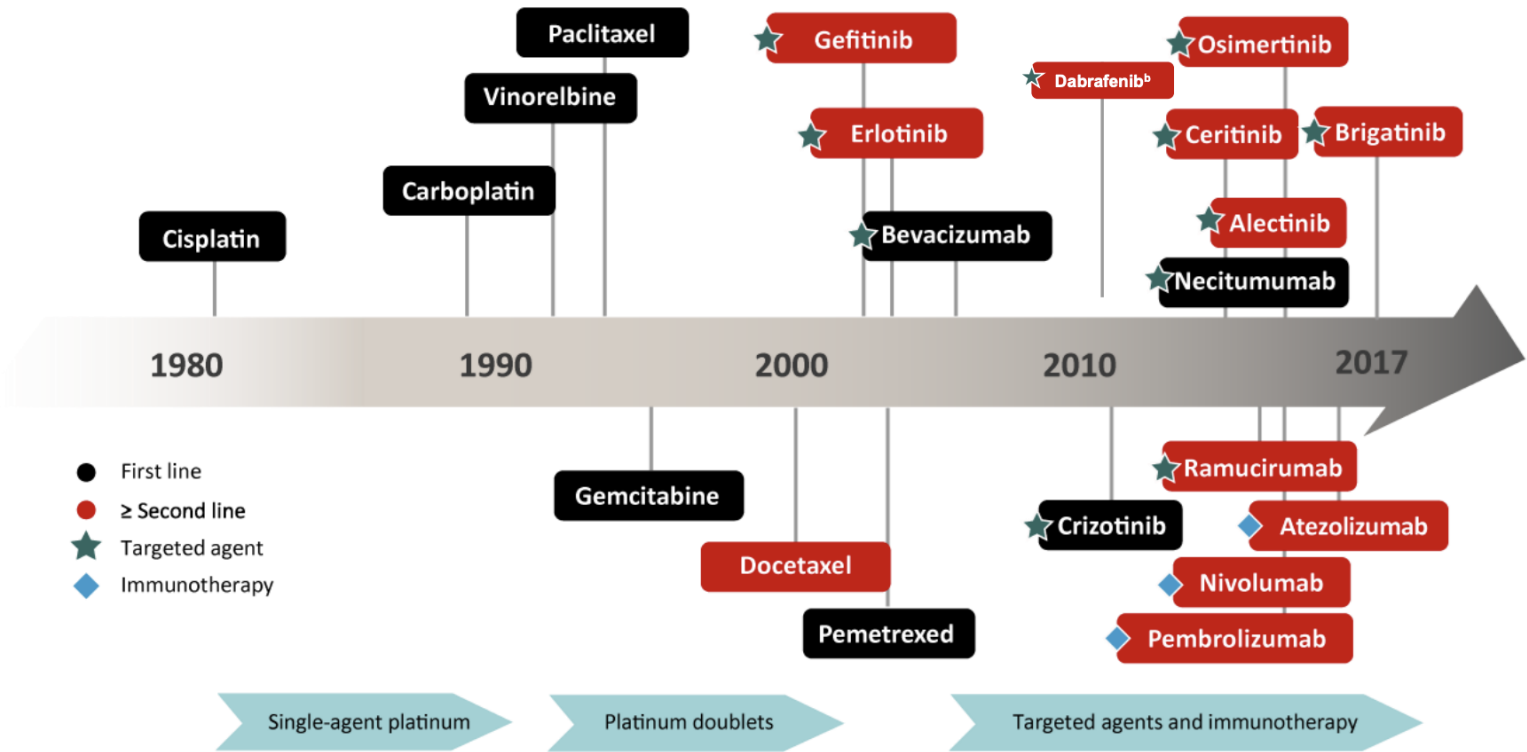 Paclitaxel
Gefitinib
Osimertinib
Dabrafenibᵇ
Vinorelbine
Erlotinib
Ceritinib
Brigatinib
Carboplatin
Cisplatin
Bevacizumab
Alectinib
Necitumumab
1980
1990
2000
2010
2017
First line
≥ Second line
Targeted agent
Immunotherapy
Gemcitabine
Docetaxel
Pemetrexed
Ramucirumab
Crizotinib
Atezolizumab
Nivolumab
Pembrolizumab
Single-agent platinum
Platinum doublets
Targeted agents and immunotherapy